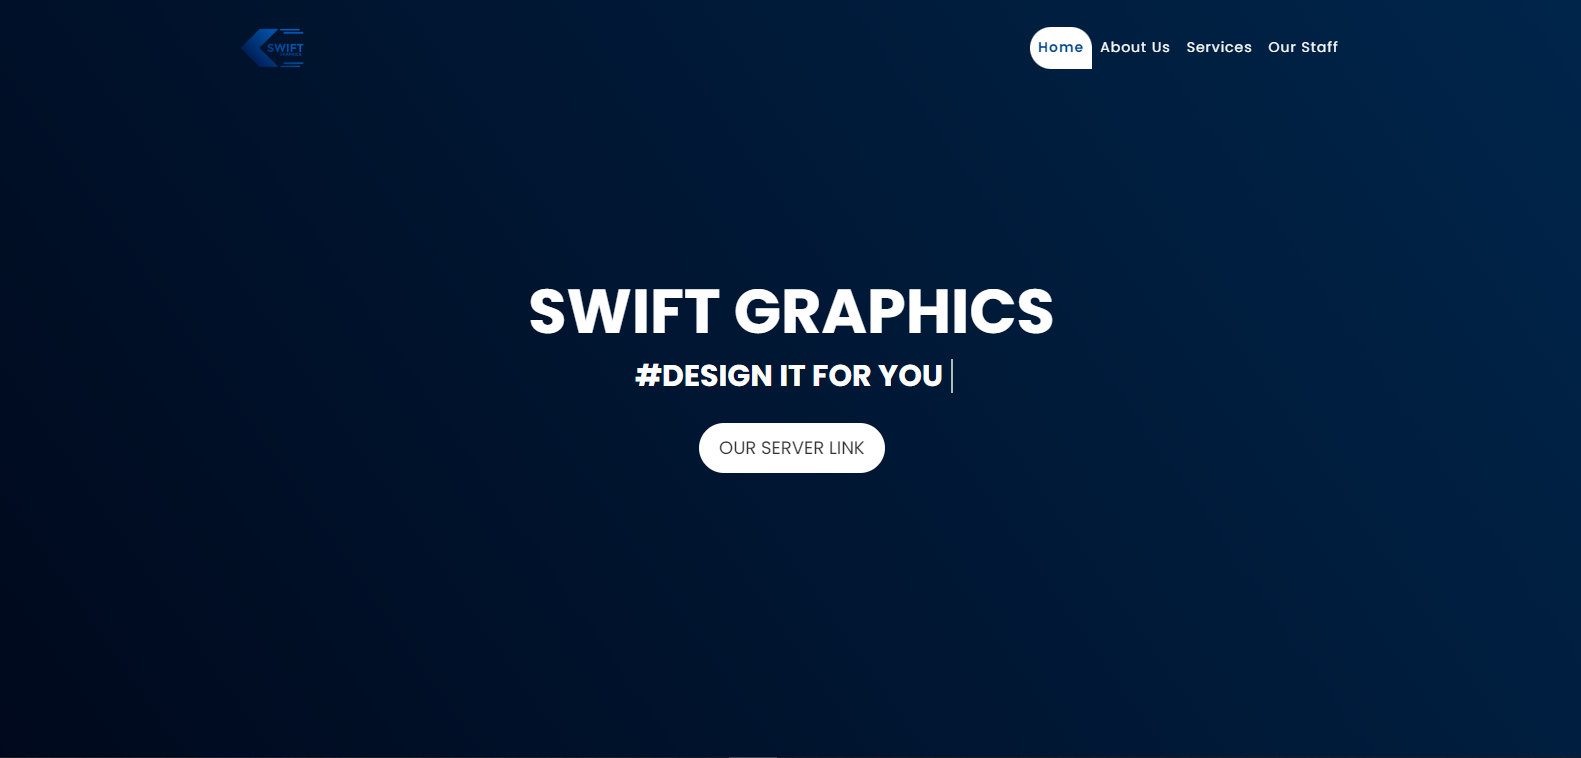 SWIFT
Home
About Us
Services
Our Staff
SWIFT GRAPHICS
#DESIGN IT FOR YOU
OUR SERVER LINK